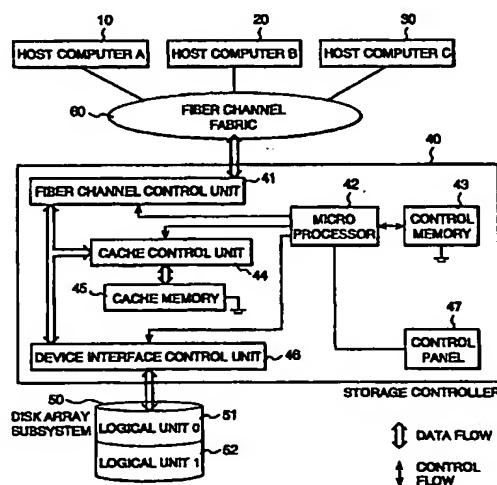 10
20
30
HOST COMPUTER A
HOST COMPUTER B
HOST COMPUTER C
60
FIBER CHANNEL
FABRIC
40
41
FIBER CHANNEL CONTROL UNIT
42
43
MICRO
PROCESSOR
CONTROL
MEMORY
CACHE CONTROL UNIT
44
45
CACHE MEMORY
47
CONTROL
PANEL
DEVICE INTERFACE CONTROL UNIT
46
STORAGE CONTROLLER
50
DISK ARRAY
SUBSYSTEM
51
LOGICAL UNIT 0
52
LOGICAL UNIT 1
DATA FLOW
CONTROL
FLOW